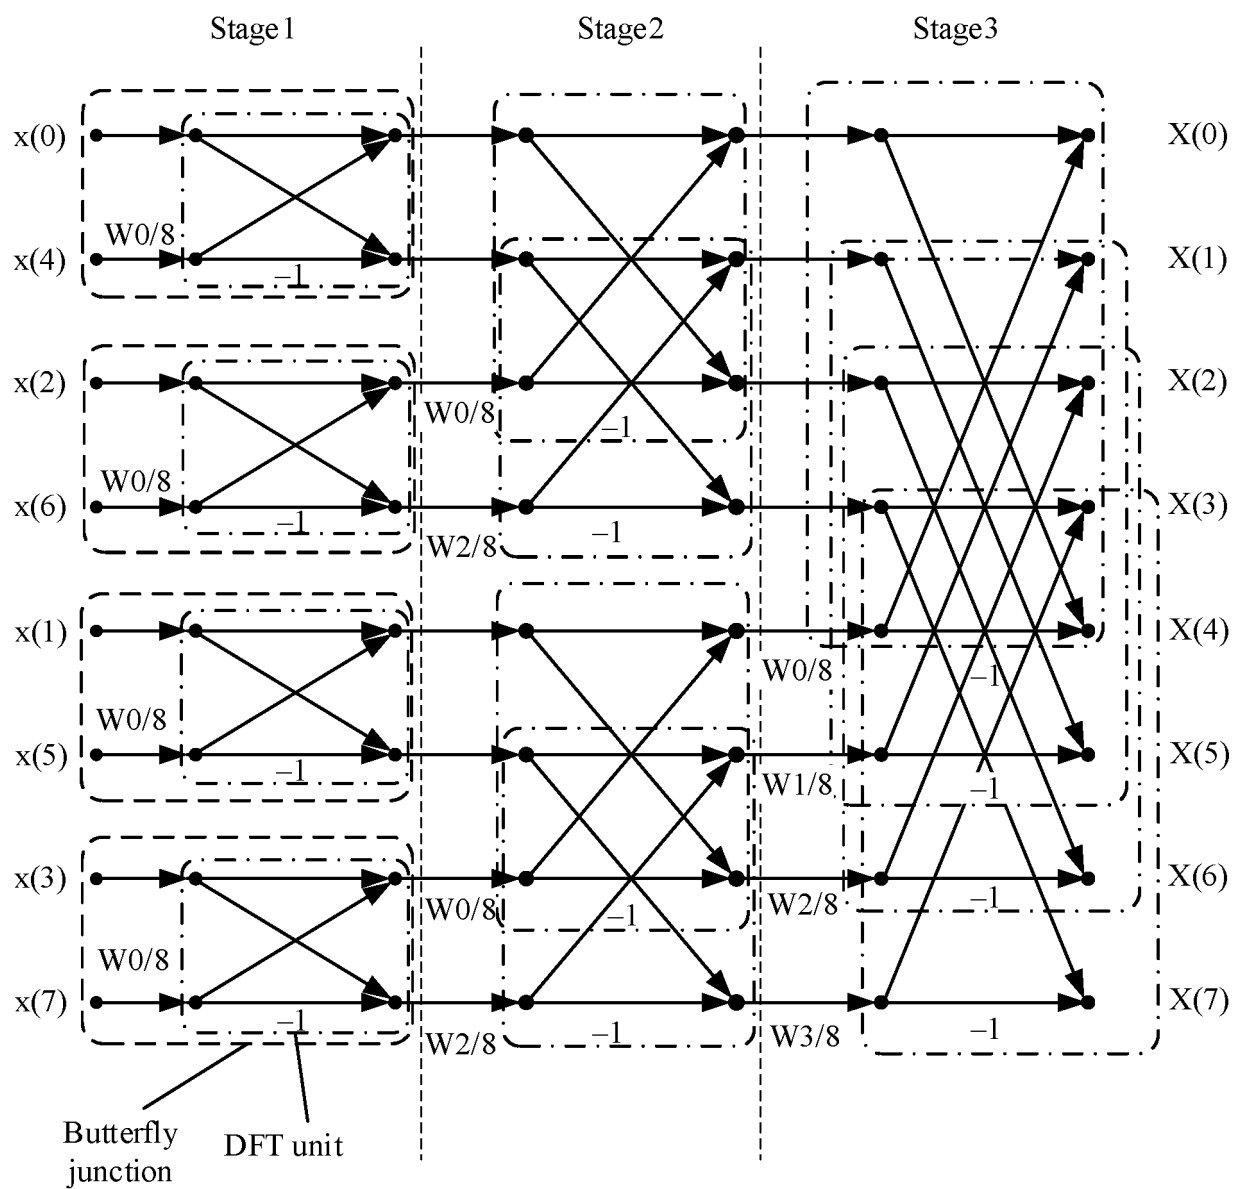 Stage1 Stage2 Stage3
x(0) X(0)
W0/8
x(4) –1 X(1)
x(2) X(2)
W0/8 –1
W0/8
x(6) –1 –1 X(3)
W2/8
x(1) X(4)
W0/8 –1
W0/8
x(5) –1 W1/8 –1 X(5)
x(3) X(6)
W0/8 –1 W2/8 –1
W0/8
x(7) –1 –1 –1 X(7)
W2/8 W3/8
Butterfly
junction
DFT unit